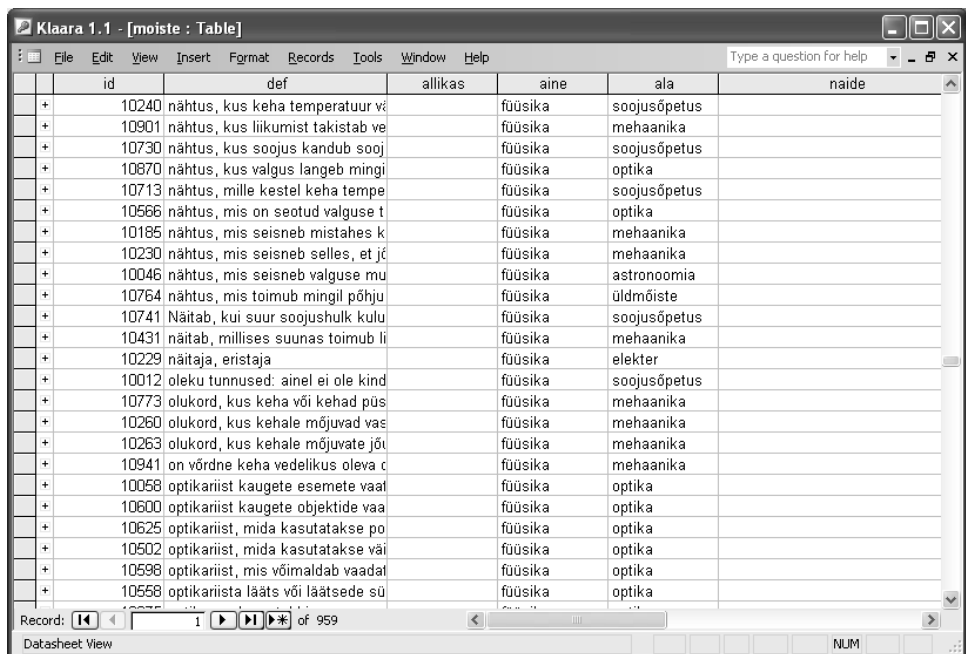 Klaara 1.1 - [moiste : Table]
File Edit View Insert Format Records Tools Window Help Type a question for help
id def allikas aine ala naide
+ 10240 nähtus, kus keha temperatuur füüsika soojusõpetus
+ 10901 nähtus, kus liikumist takistab ve füüsika mehaanika
+ 10730 nähtus, kus soojus kandub sooj füüsika soojusõpetus
+ 10870 nähtus, kus valgus langeb mingi füüsika optika
+ 10713 nähtus, mille kestel keha tempe füüsika soojusõpetus
+ 10566 nähtus, mis on seotud valguse t füüsika optika
+ 10185 nähtus, mis seisneb mistahes k füüsika mehaanika
+ 10230 nähtus, mis seisneb selles, et füüsika mehaanika
+ 10046 nähtus, mis seisneb valguse mu füüsika astronoomia
+ 10764 nähtus, mis toimub mingil põhju füüsika üldmõiste
+ 10741 Näitab, kui suur soojushulk kulu füüsika soojusõpetus
+ 10431 näitab, millises suunas toimub li füüsika mehaanika
+ 10229 näitaja, eristaja füüsika elekter
+ 10012 oleku tunnused: ainel ei ole kind füüsika soojusõpetus
+ 10773 olukord, kus keha või kehad püs füüsika mehaanika
+ 10260 olukord, kus kehale mõjuvad vas füüsika mehaanika
+ 10263 olukord, kus kehale mõjuvate füüsika mehaanika
+ 10941 on võrdne keha vedelikus oleva füüsika mehaanika
+ 10058 optikariist kaugete esemete vaat füüsika optika
+ 10600 optikariist kaugete objektide vaa füüsika optika
+ 10625 optikariist, mida kasutatakse po füüsika optika
+ 10502 optikariist, mida kasutatakse väi füüsika optika
+ 10598 optikariist, mis võimaldab vaadat füüsika optika
+ 10558 optikariista lääts või läätsede sü füüsika optika
Record: 1 of 959
Datasheet View NUM